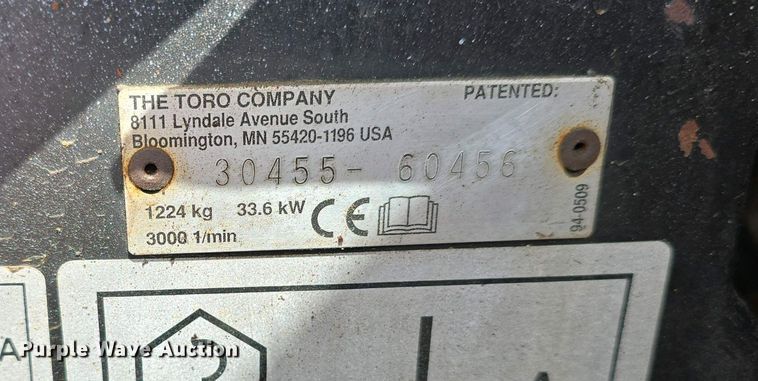 THE TORO COMPANY PATENTED:
8111 Lyndale Avenue South
Bloomington, MN 55420-1196 USA
30455- 60456
1224 kg 33.6 kW CE
3000 1/min
94-0509
A
Purple Wave Auction